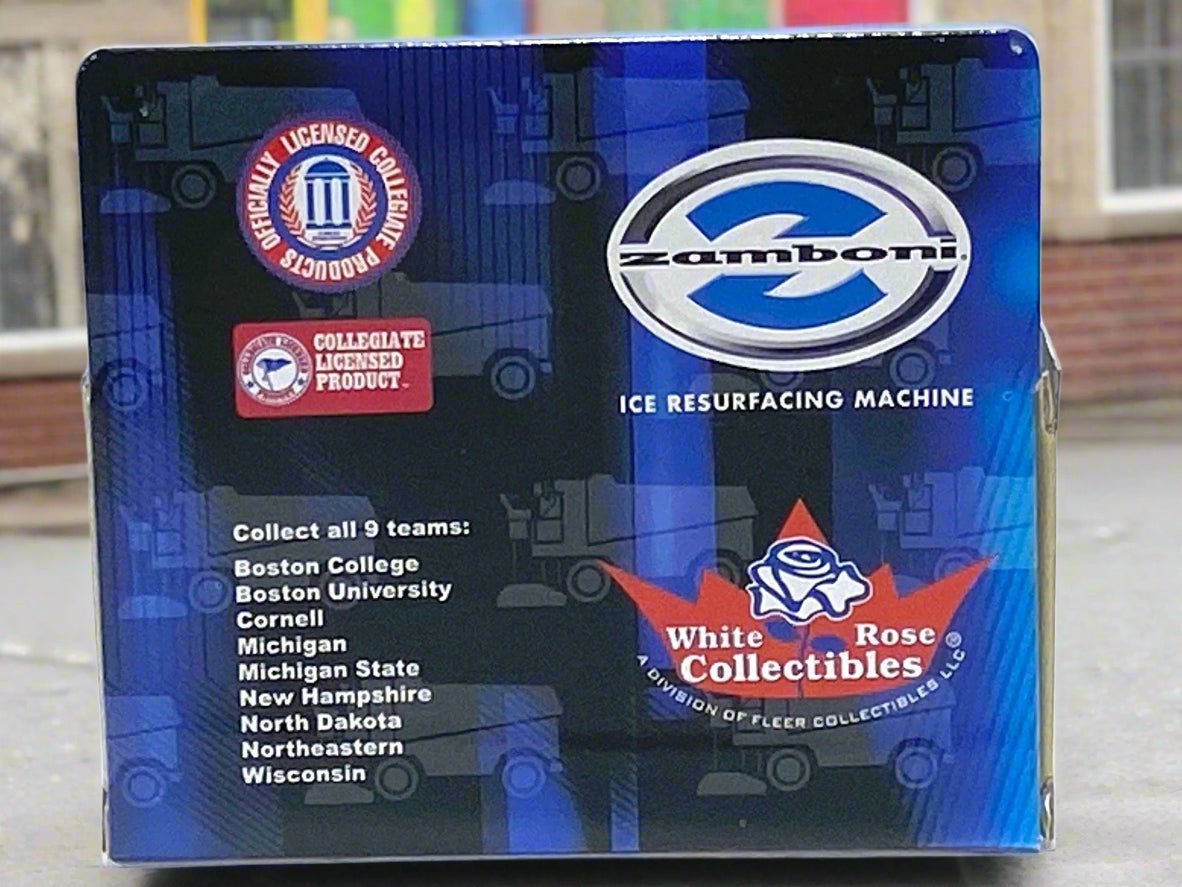 OFFICIALLY LICENSED COLLEGIATE PRODUCTS
COLLEGIATE
LICENSED
PRODUCT™
zamboni®
ICE RESURFACING MACHINE
Collect all 9 teams:
Boston College
Boston University
Cornell
Michigan
Michigan State
New Hampshire
North Dakota
Northeastern
Wisconsin
White Rose
Collectibles®
A DIVISION OF FLEER COLLECTIBLES LLC